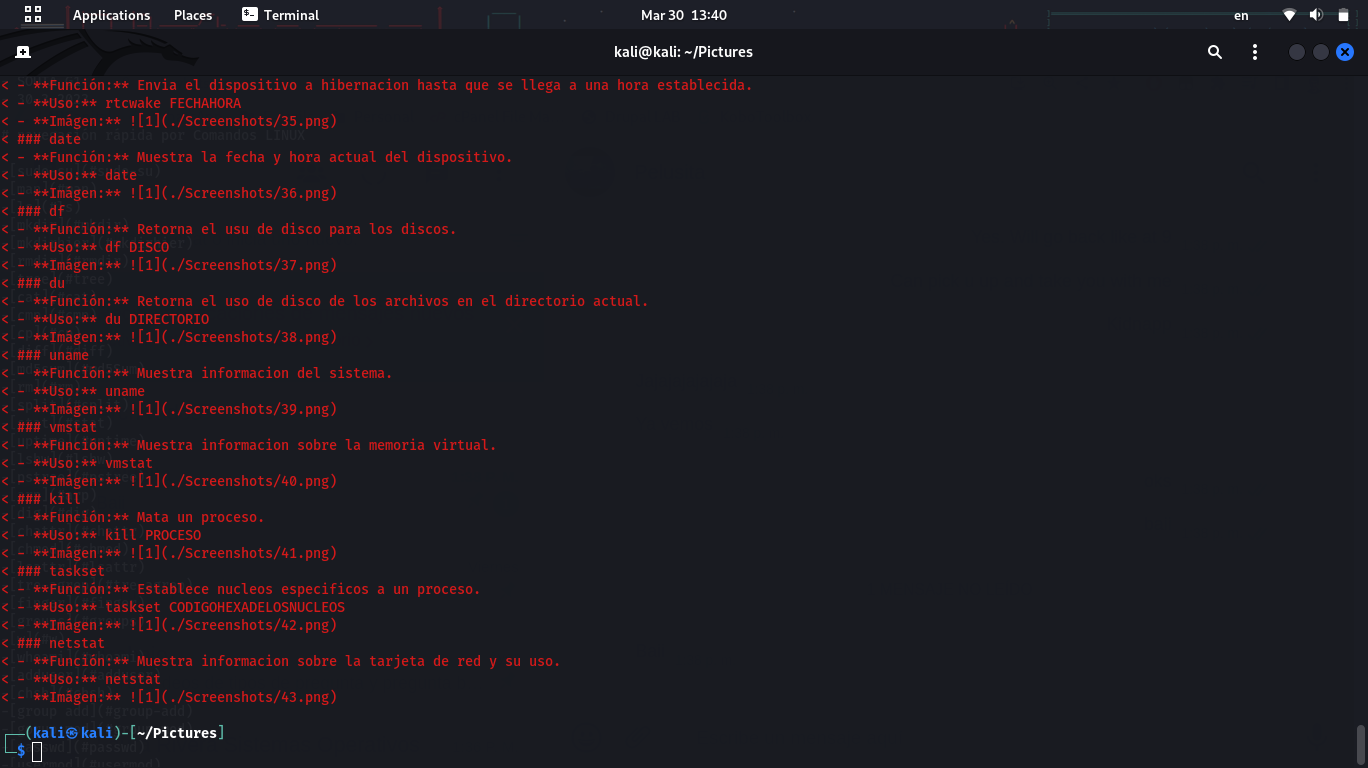 Applications Places Terminal Mar 30 13:40 en
kali@kali: ~/Pictures
< - **Función:** Envia el dispositivo a hibernacion hasta que se llega a una hora establecida.
< - **Uso:** rtcwake FECHAHORA
< - **Imágen:** ![1](./Screenshots/35.png)
< ### date
< - **Función:** Muestra la fecha y hora actual del dispositivo.
< - **Uso:** date
< - **Imágen:** ![1](./Screenshots/36.png)
< ### df
< - **Función:** Retorna el usu de disco para los discos.
< - **Uso:** df DISCO
< - **Imágen:** ![1](./Screenshots/37.png)
< ### du
< - **Función:** Retorna el uso de disco de los archivos en el directorio actual.
< - **Uso:** du DIRECTORIO
< - **Imágen:** ![1](./Screenshots/38.png)
< ### uname
< - **Función:** Muestra informacion del sistema.
< - **Uso:** uname
< - **Imágen:** ![1](./Screenshots/39.png)
< ### vmstat
< - **Función:** Muestra informacion sobre la memoria virtual.
< - **Uso:** vmstat
< - **Imágen:** ![1](./Screenshots/40.png)
< ### kill
< - **Función:** Mata un proceso.
< - **Uso:** kill PROCESO
< - **Imágen:** ![1](./Screenshots/41.png)
< ### taskset
< - **Función:** Establece nucleos especificos a un proceso.
< - **Uso:** taskset CODIGOHEXADELOSNUCLEOS
< - **Imágen:** ![1](./Screenshots/42.png)
< ### netstat
< - **Función:** Muestra informacion sobre la tarjeta de red y su uso.
< - **Uso:** netstat
< - **Imágen:** ![1](./Screenshots/43.png)
-[group add](#group-add)
┌──(kali㉿kali)-[~/Pictures]
└─$